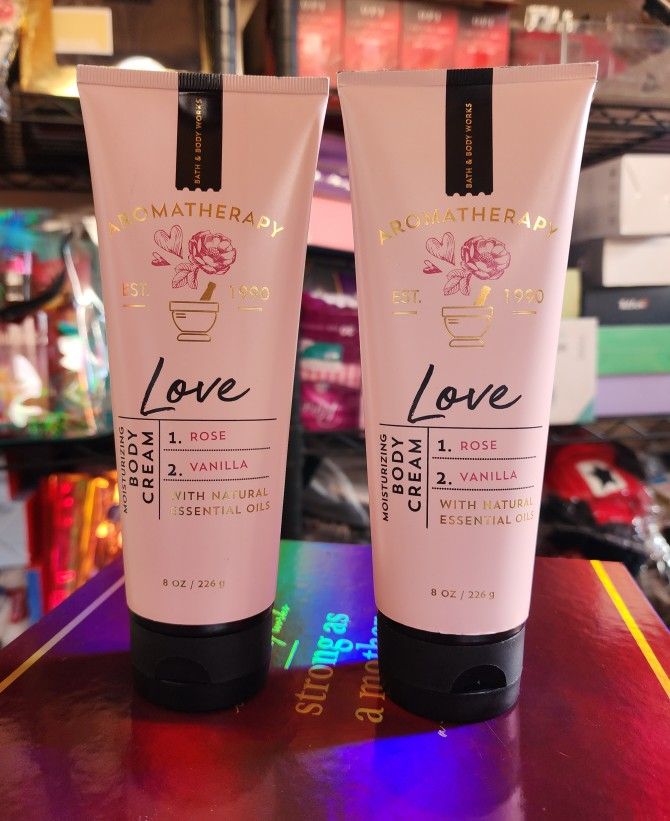 BATH & BODY WORKS
AROMATHERAPY
EST. 1990
Love
MOISTURIZING
BODY
CREAM
1. ROSE
2. VANILLA
WITH NATURAL
ESSENTIAL OILS
8 OZ / 226 g
BATH & BODY WORKS
AROMATHERAPY
EST. 1990
Love
MOISTURIZING
BODY
CREAM
1. ROSE
2. VANILLA
WITH NATURAL
ESSENTIAL OILS
8 OZ / 226 g
strong as
a mother